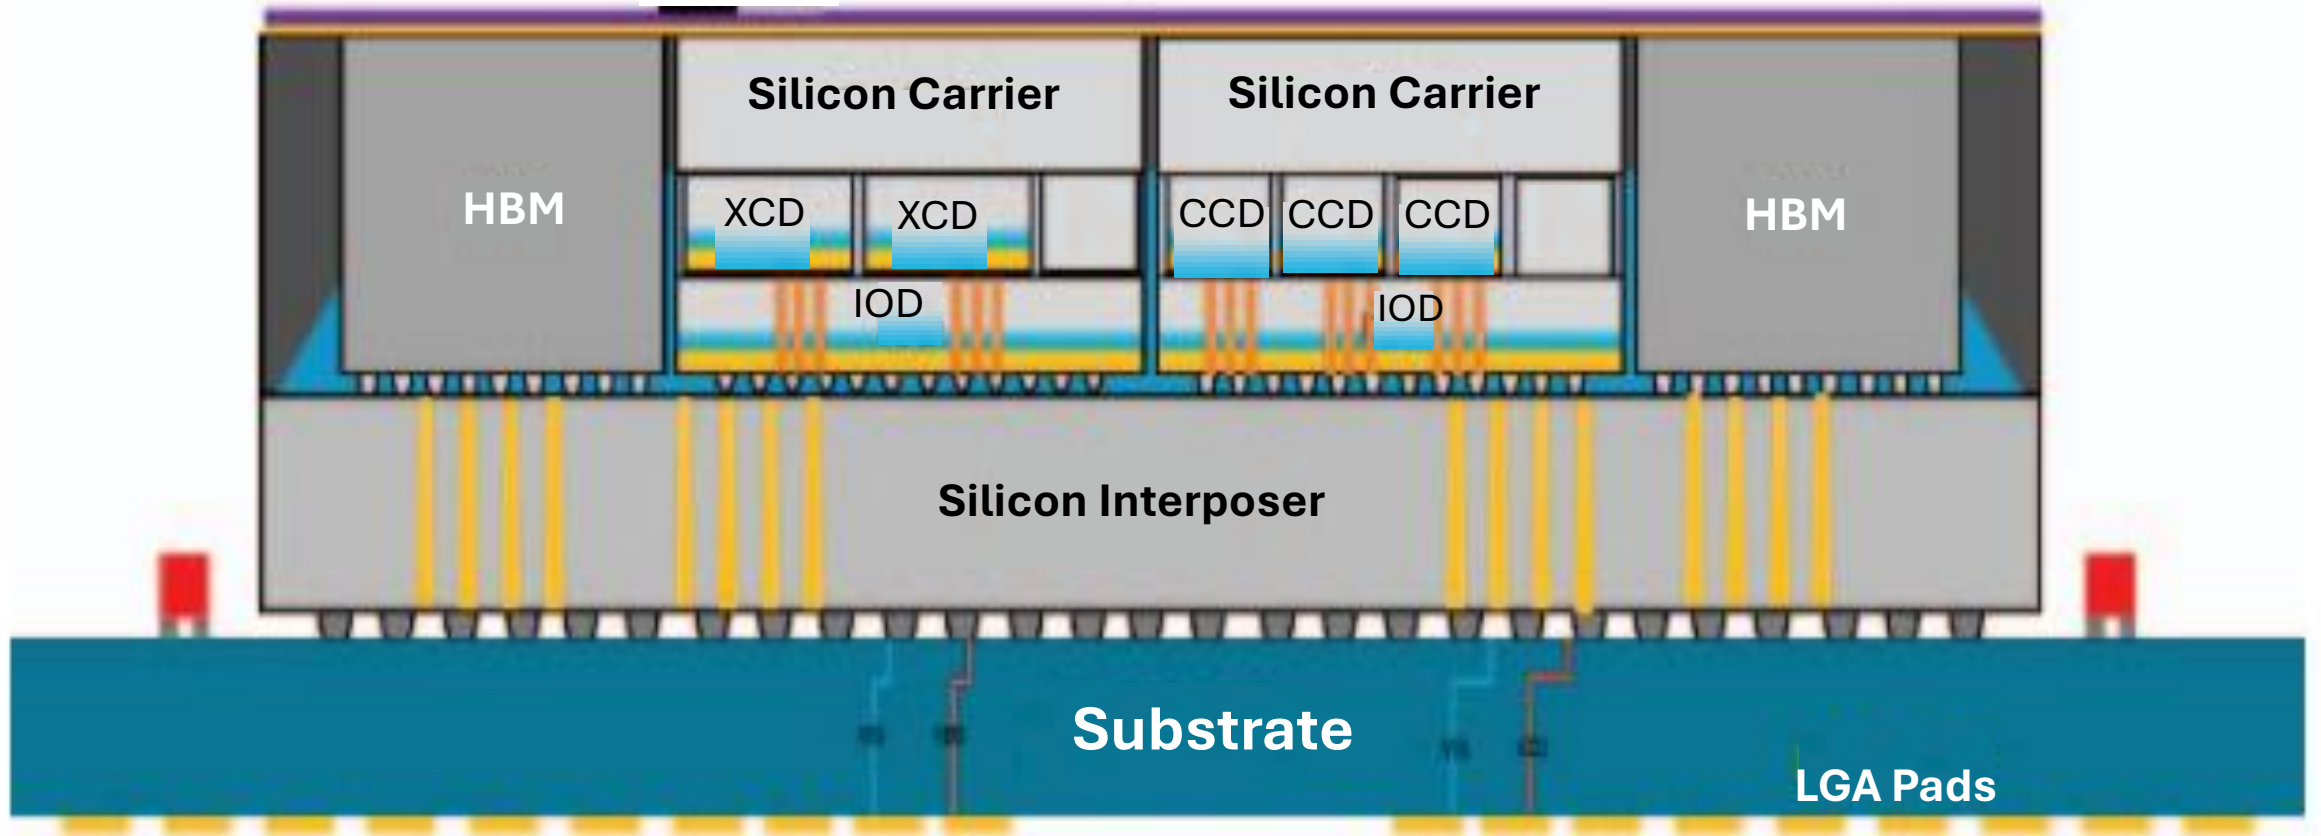 Silicon Carrier
Silicon Carrier
HBM
XCD
XCD
CCD
CCD
CCD
HBM
IOD
IOD
Silicon Interposer
Substrate
LGA Pads